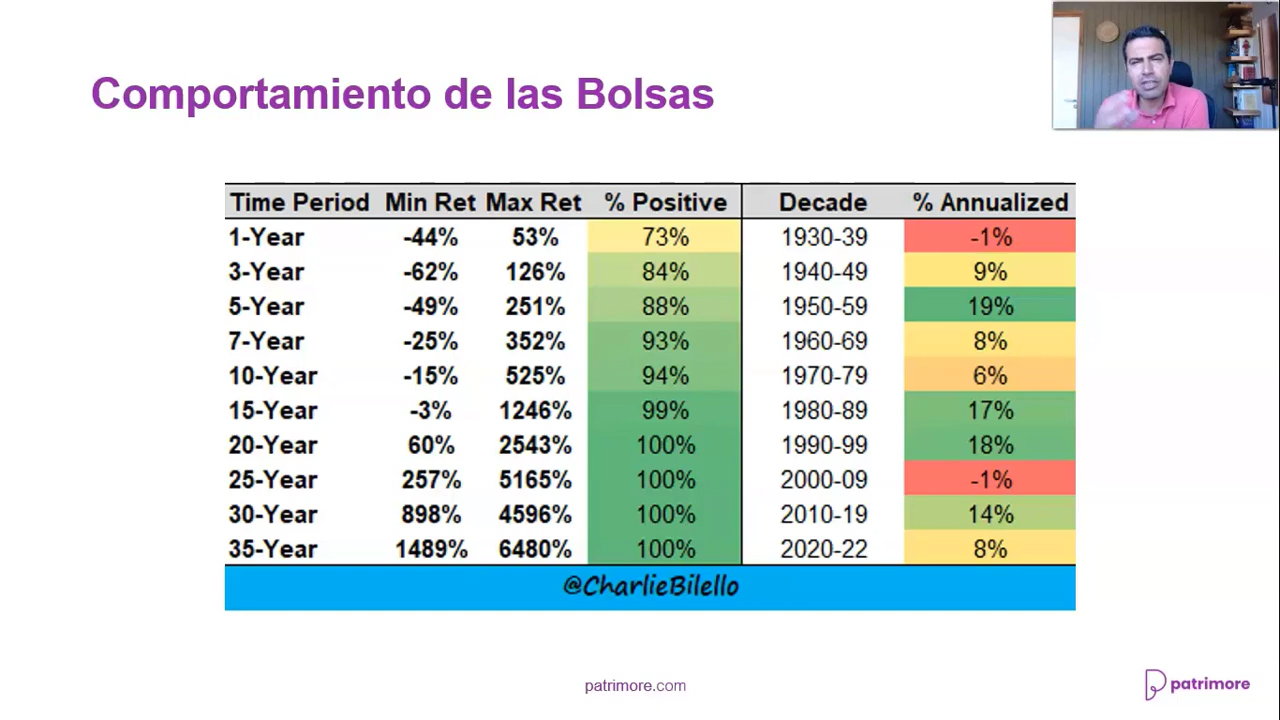 Comportamiento de las Bolsas
Time Period Min Ret Max Ret % Positive Decade % Annualized
1-Year -44% 53% 73% 1930-39 -1%
3-Year -62% 126% 84% 1940-49 9%
5-Year -49% 251% 88% 1950-59 19%
7-Year -25% 352% 93% 1960-69 8%
10-Year -15% 525% 94% 1970-79 6%
15-Year -3% 1246% 99% 1980-89 17%
20-Year 60% 2543% 100% 1990-99 18%
25-Year 257% 5165% 100% 2000-09 -1%
30-Year 898% 4596% 100% 2010-19 14%
35-Year 1489% 6480% 100% 2020-22 8%
@CharlieBilello
patrimore.com
patrimore